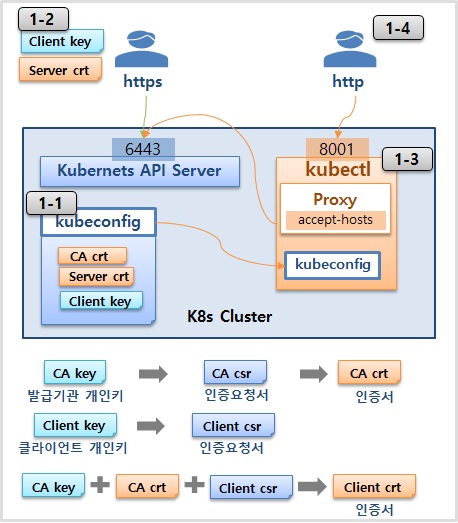 1-2
Client key
Server crt
https
http
1-4
6443
Kubernets API Server
8001
kubectl
1-3
Proxy
accept-hosts
kubeconfig
1-1
kubeconfig
CA crt
Server crt
Client key
K8s Cluster
CA key
발급기관 개인키
CA csr
인증요청서
CA crt
인증서
Client key
클라이언트 개인키
Client csr
인증요청서
CA key + CA crt + Client csr
Client crt
인증서